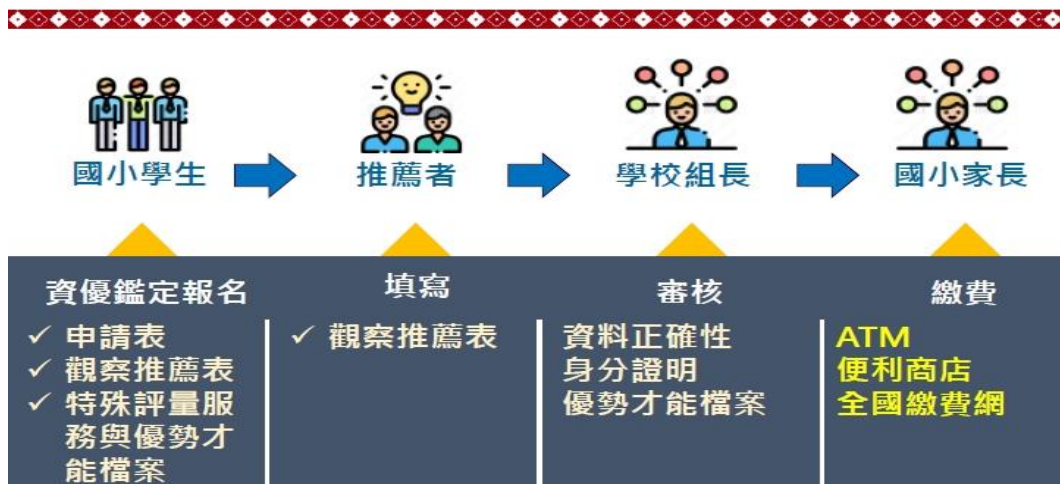 國小學生
推薦者
學校組長
國小家長
資優鑑定報名
✓ 申請表
✓ 觀察推薦表
✓ 特殊評量服
務與優勢才
能檔案
填寫
✓ 觀察推薦表
審核
資料正確性
身分證明
優勢才能檔案
繳費
ATM
便利商店
全國繳費網